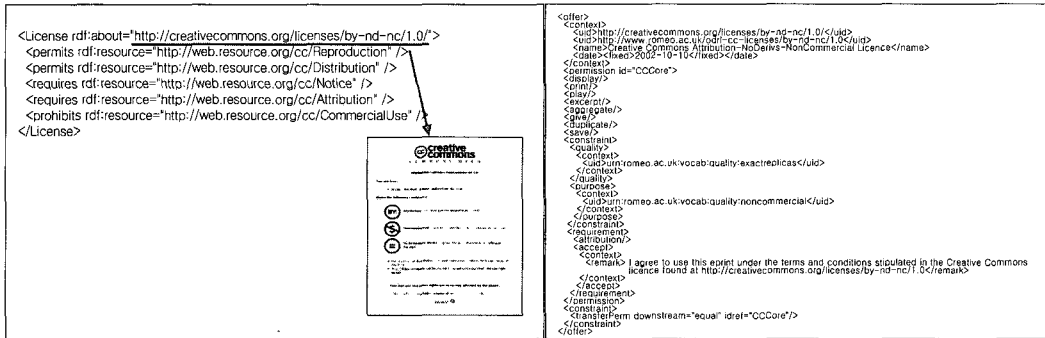 <License rdf:about="http://creativecommons.org/licenses/by-nd-nc/1.0/">
<permits rdf:resource="http://web.resource.org/cc/Reproduction" />
<permits rdf:resource="http://web.resource.org/cc/Distribution" />
<requires rdf:resource="http://web.resource.org/cc/Notice" />
<requires rdf:resource="http://web.resource.org/cc/Attribution" />
<prohibits rdf:resource="http://web.resource.org/cc/CommercialUse" />
</License>
creative
commons
<offer>
<context>
<uid>http://creativecommons.org/licenses/by-nd-nc/1.0/</uid>
<uid>http://www.romeo.ac.uk/odrl-cc-licenses/by-nd-nc/1.0</uid>
<name>Creative Commons Attribution-NoDerivs-NonCommercial Licence</name>
<date><fixed>2002-10-10</fixed></date>
</context>
<permission id="CCCore">
<display/>
<print/>
<play/>
<excerpt/>
<aggregate/>
<give/>
<duplicate/>
<save/>
<constraint>
<quality>
<context>
<uid>urn:romeo.ac.uk:vocab:quality:exactreplicas</uid>
</context>
</quality>
<purpose>
<context>
<uid>urn:romeo.ac.uk:vocab:quality:noncommercial</uid>
</context>
</purpose>
</constraint>
<requirement>
<attribution/>
<accept>
<context>
<remark> I agree to use this eprint under the terms and conditions stipulated in the Creative Commons
licence found at http://creativecommons.org/licenses/by-nd-nc/1.0</remark>
</context>
</accept>
</requirement>
</permission>
<constraint>
<transferPerm downstream="equal" idref="CCCore"/>
</constraint>
</offer>